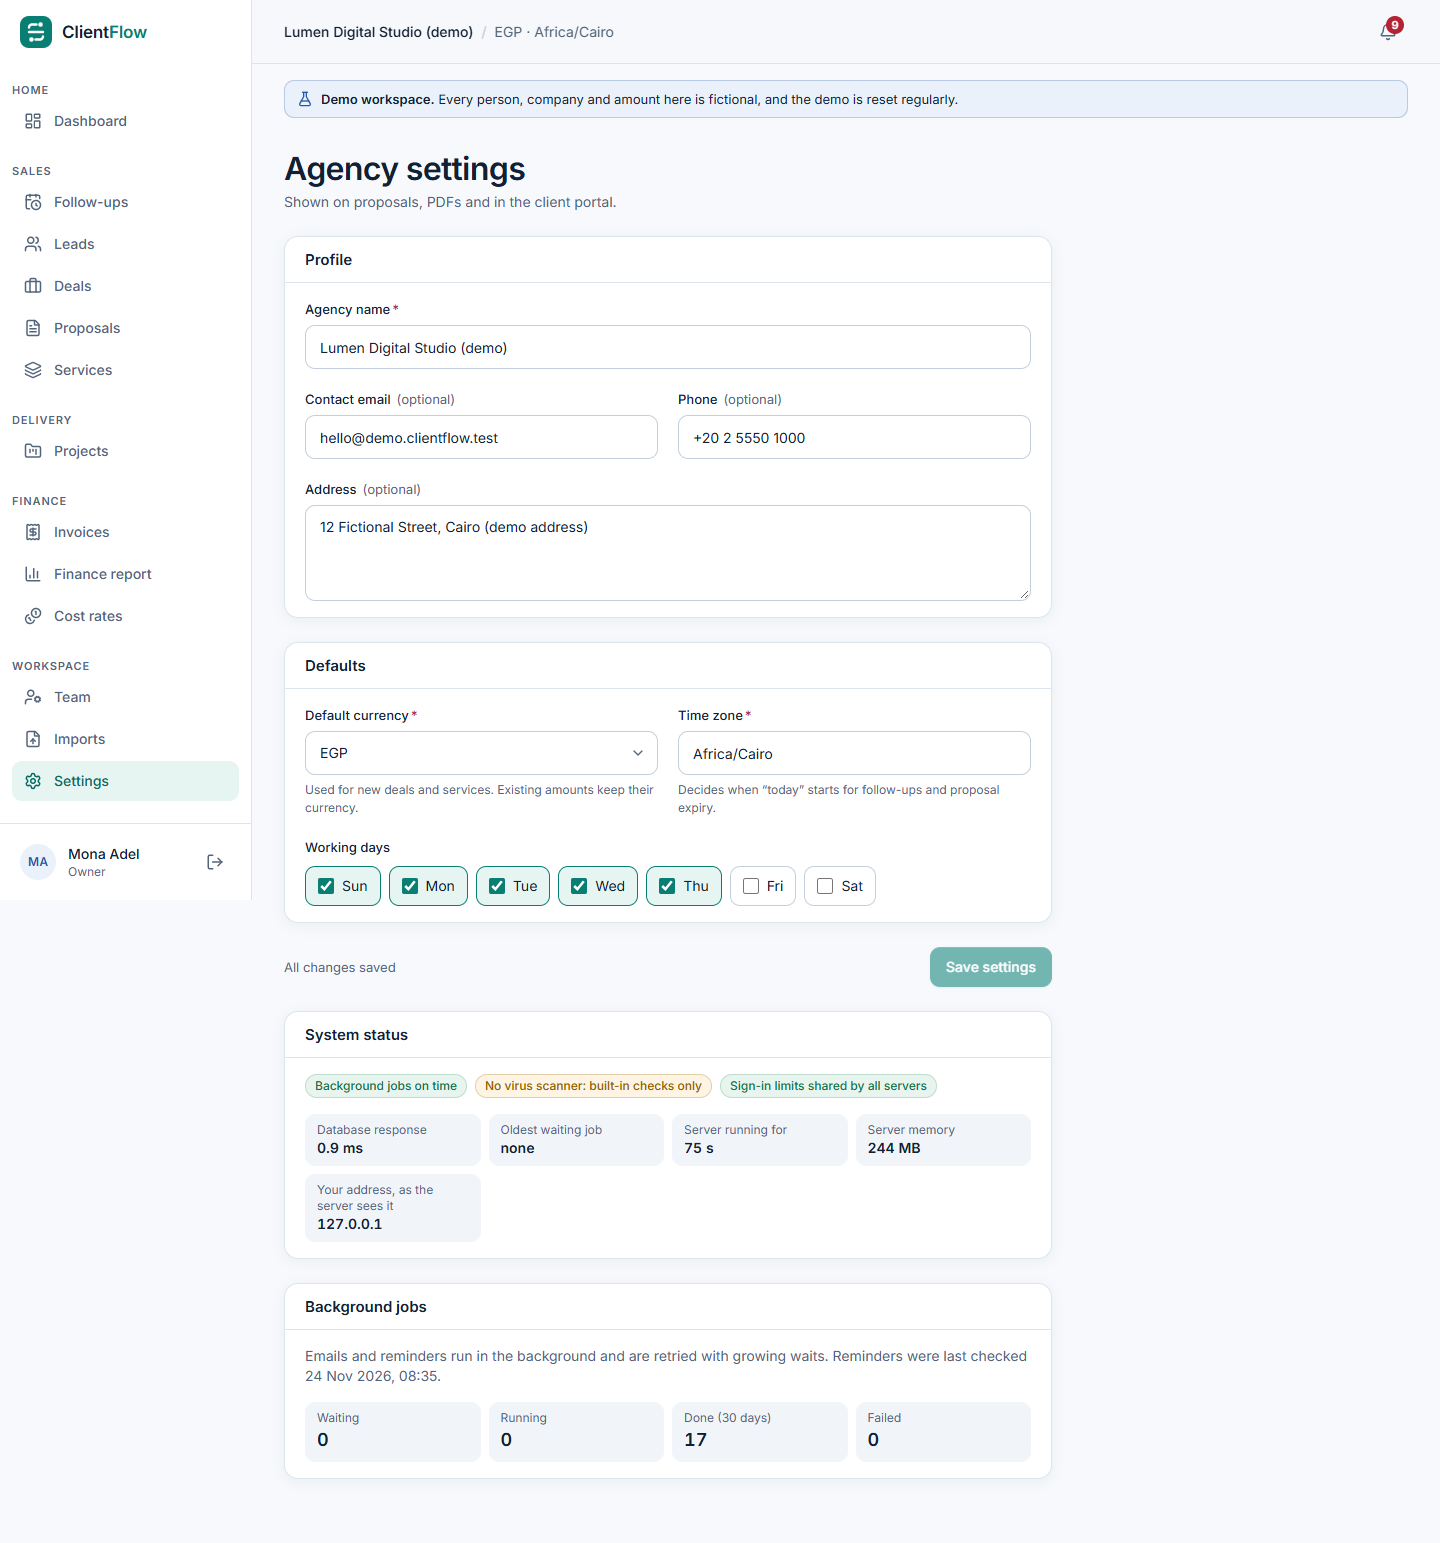 ClientFlow
HOME
Dashboard
SALES
Follow-ups
Leads
Deals
Proposals
Services
DELIVERY
Projects
FINANCE
Invoices
Finance report
Cost rates
WORKSPACE
Team
Imports
Settings
MA
Mona Adel
Owner
Lumen Digital Studio (demo) / EGP · Africa/Cairo
9
Demo workspace. Every person, company and amount here is fictional, and the demo is reset regularly.
Agency settings
Shown on proposals, PDFs and in the client portal.
Profile
Agency name *
Lumen Digital Studio (demo)
Contact email (optional)
hello@demo.clientflow.test
Phone (optional)
+20 2 5550 1000
Address (optional)
12 Fictional Street, Cairo (demo address)
Defaults
Default currency *
EGP
Used for new deals and services. Existing amounts keep their
currency.
Time zone *
Africa/Cairo
Decides when “today” starts for follow-ups and proposal
expiry.
Working days
Sun Mon Tue Wed Thu Fri Sat
All changes saved
Save settings
System status
Background jobs on time
No virus scanner: built-in checks only
Sign-in limits shared by all servers
Database response
0.9 ms
Oldest waiting job
none
Server running for
75 s
Server memory
244 MB
Your address, as the
server sees it
127.0.0.1
Background jobs
Emails and reminders run in the background and are retried with growing waits. Reminders were last checked
24 Nov 2026, 08:35.
Waiting
0
Running
0
Done (30 days)
17
Failed
0